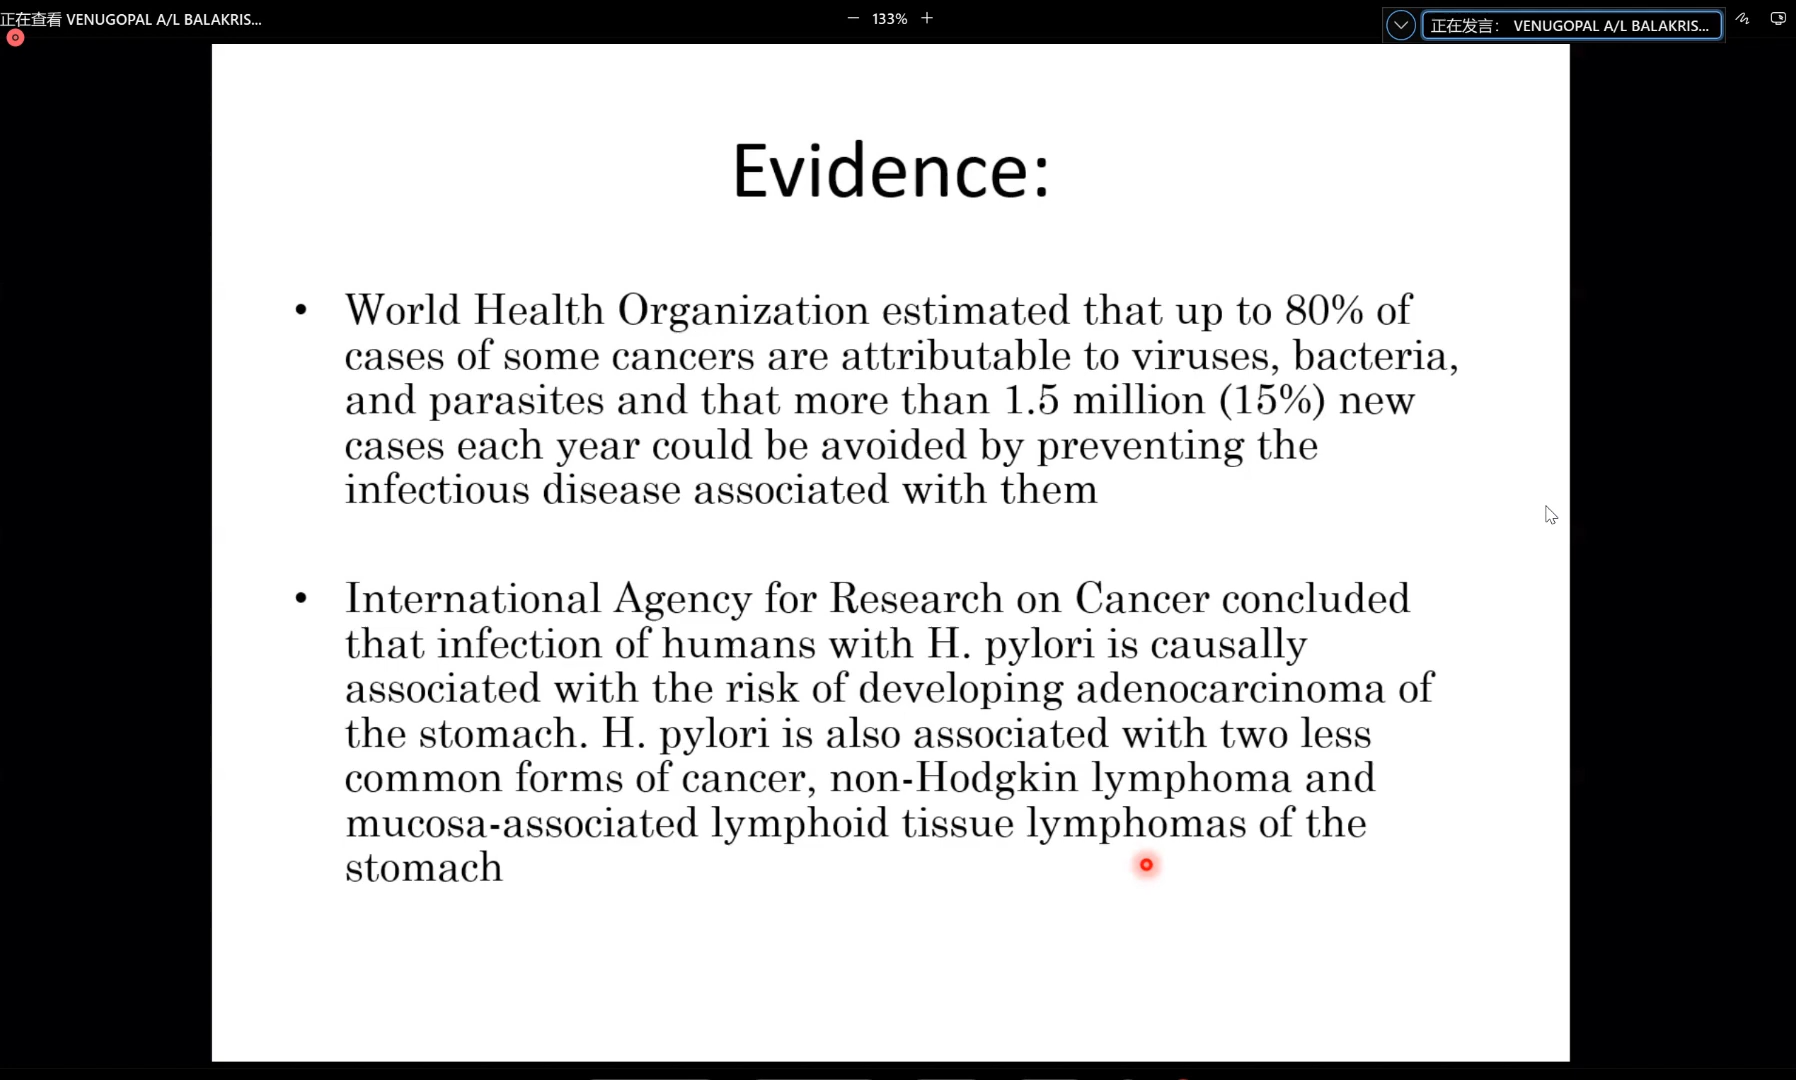 正在查看 VENUGOPAL A/L BALAKRIS...
133%
正在发言： VENUGOPAL A/L BALAKRIS...
Evidence:
• World Health Organization estimated that up to 80% of
cases of some cancers are attributable to viruses, bacteria,
and parasites and that more than 1.5 million (15%) new
cases each year could be avoided by preventing the
infectious disease associated with them
• International Agency for Research on Cancer concluded
that infection of humans with H. pylori is causally
associated with the risk of developing adenocarcinoma of
the stomach. H. pylori is also associated with two less
common forms of cancer, non-Hodgkin lymphoma and
mucosa-associated lymphoid tissue lymphomas of the
stomach